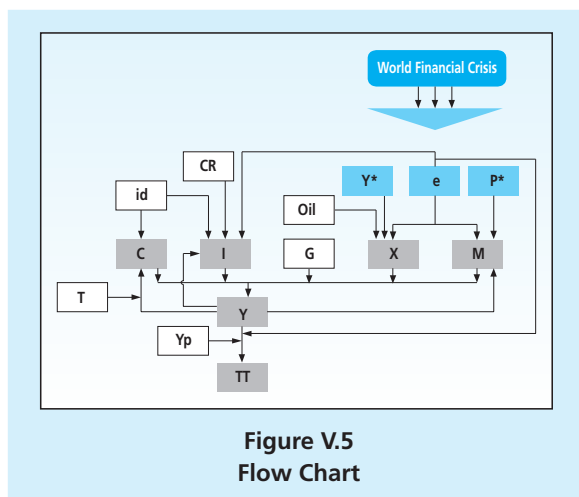 World Financial Crisis
CR
Y*
e
P*
id
Oil
C
I
G
X
M
T
Y
Yp
TT
Figure V.5
Flow Chart